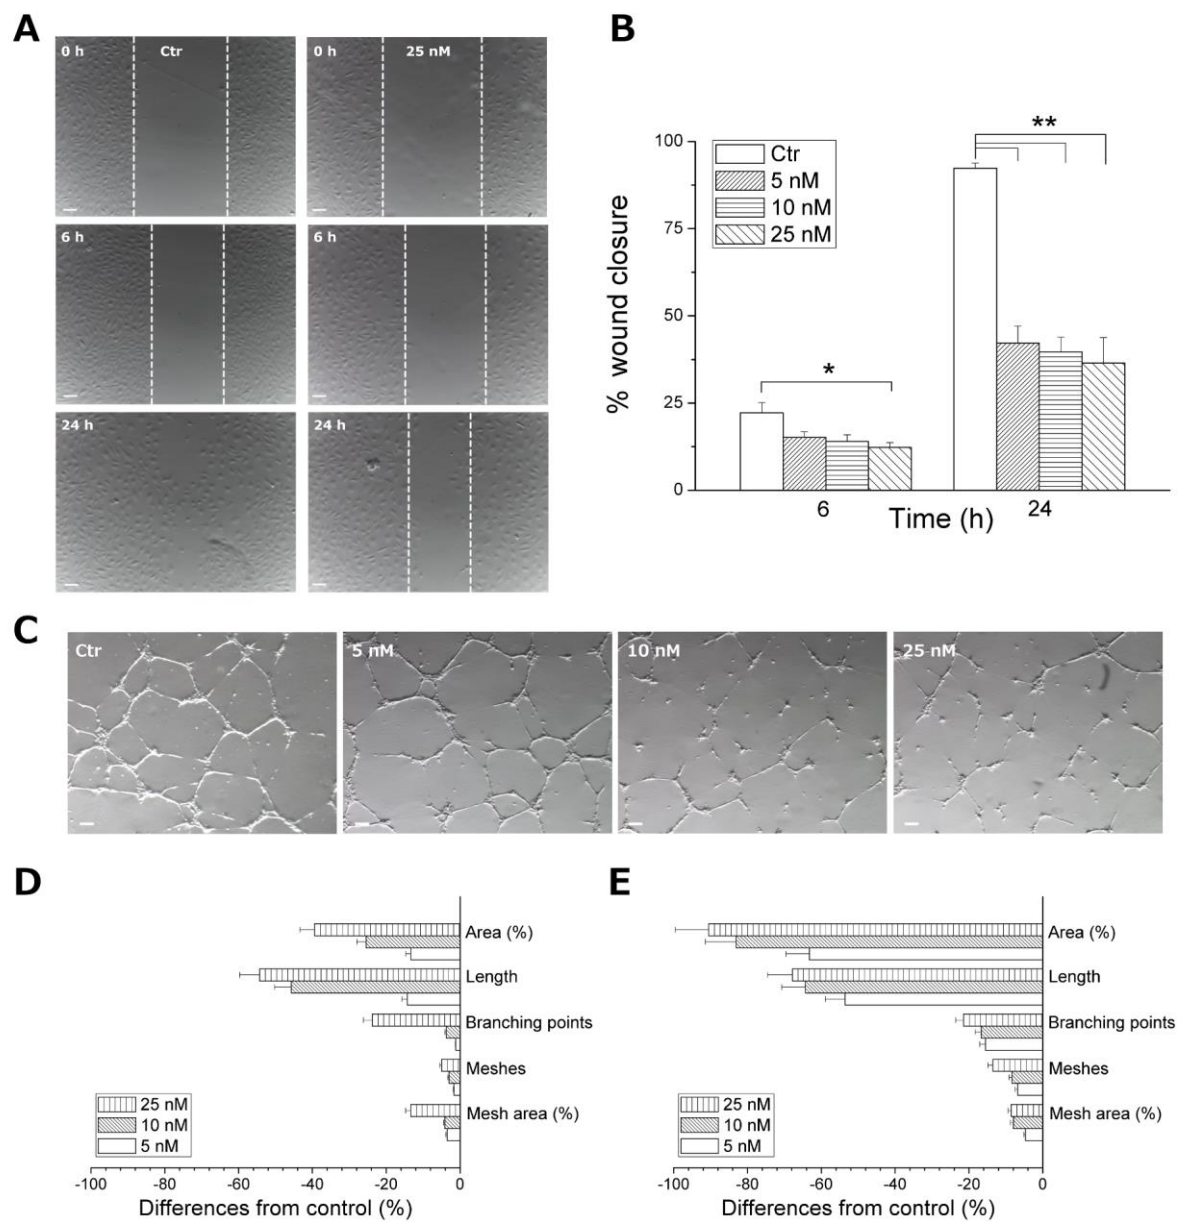 A
0 h
Ctr
0 h
25 nM
6 h
6 h
24 h
24 h
B
% wound closure
100
75
50
25
0
Ctr
5 nM
10 nM
25 nM
*
**
6
24
Time (h)
C
Ctr
5 nM
10 nM
25 nM
D
Area (%)
Length
Branching points
Meshes
Mesh area (%)
25 nM
10 nM
5 nM
-100
-80
-60
-40
-20
0
Differences from control (%)
E
Area (%)
Length
Branching points
Meshes
Mesh area (%)
25 nM
10 nM
5 nM
-100
-80
-60
-40
-20
0
Differences from control (%)